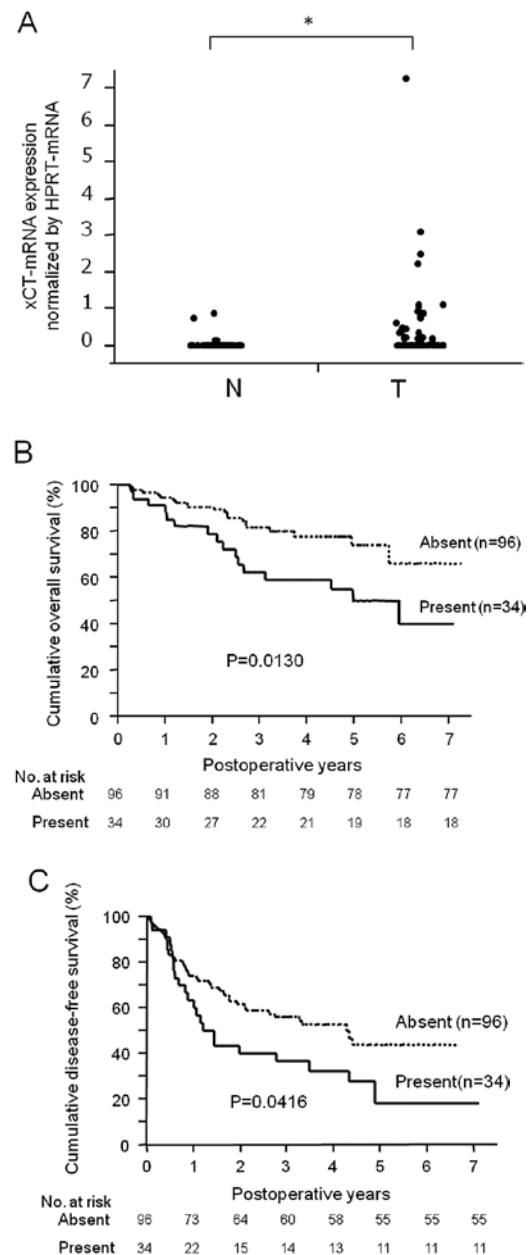 A
*
xCT-mRNA expression
normalized by HPRT-mRNA
7
6
5
4
3
2
1
0
N T
B
Cumulative overall survival (%)
100
80
60
40
20
0
Absent (n=96)
Present (n=34)
P=0.0130
0 1 2 3 4 5 6 7
Postoperative years
No. at risk
Absent 96 91 88 81 79 78 77 77
Present 34 30 27 22 21 19 18 18
C
Cumulative disease-free survival (%)
100
80
60
40
20
0
Absent (n=96)
Present(n=34)
P=0.0416
0 1 2 3 4 5 6 7
Postoperative years
No. at risk
Absent 96 73 64 60 58 55 55 55
Present 34 22 15 14 13 11 11 11